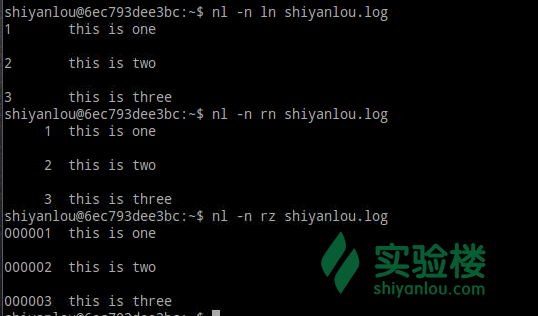 shiyanlou@6ec793dee3bc:~$ nl -n ln shiyanlou.log
1       this is one
2       this is two
3       this is three
shiyanlou@6ec793dee3bc:~$ nl -n rn shiyanlou.log
     1  this is one
     2  this is two
     3  this is three
shiyanlou@6ec793dee3bc:~$ nl -n rz shiyanlou.log
000001  this is one
000002  this is two
000003  this is three
shiyanlou@6ec793dee3bc:~$
实验楼
shiyanlou.com